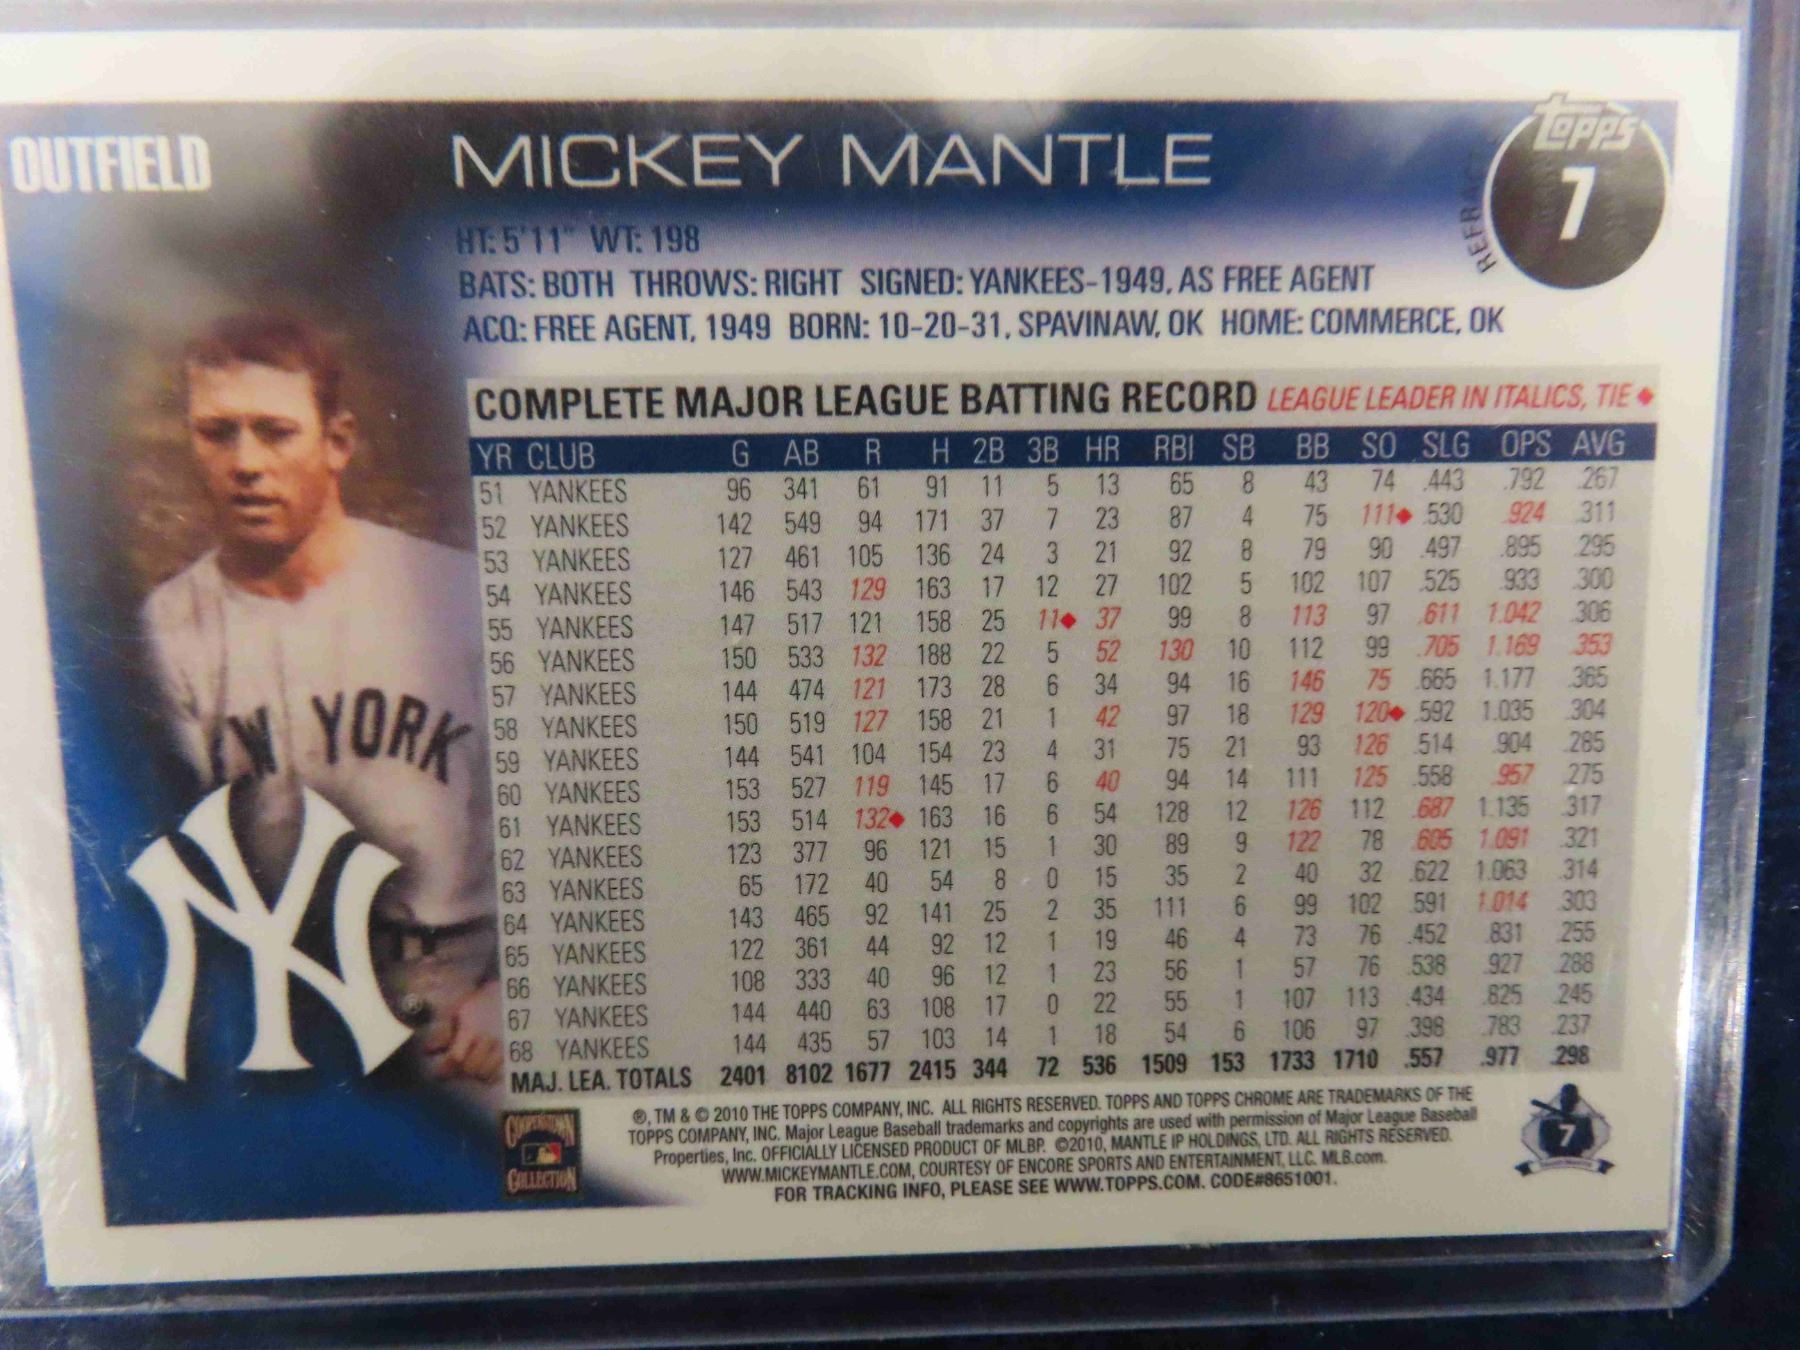 OUTFIELD
MICKEY MANTLE
Topps
7
REFRAC
HT: 5'11" WT: 198
BATS: BOTH THROWS: RIGHT SIGNED: YANKEES-1949, AS FREE AGENT
ACQ: FREE AGENT, 1949 BORN: 10-20-31, SPAVINAW, OK HOME: COMMERCE, OK
COMPLETE MAJOR LEAGUE BATTING RECORD LEAGUE LEADER IN ITALICS, TIE ♦
YR CLUB G AB R H 2B 3B HR RBI SB BB SO SLG OPS AVG
51 YANKEES 96 341 61 91 11 5 13 65 8 43 74 .443 .792 .267
52 YANKEES 142 549 94 171 37 7 23 87 4 75 111♦ .530 .924 .311
53 YANKEES 127 461 105 136 24 3 21 92 8 79 90 .497 .895 .295
54 YANKEES 146 543 129 163 17 12 27 102 5 102 107 .525 .933 .300
55 YANKEES 147 517 121 158 25 11♦ 37 99 8 113 97 .611 1.042 .306
56 YANKEES 150 533 132 188 22 5 52 130 10 112 99 .705 1.169 .353
57 YANKEES 144 474 121 173 28 6 34 94 16 146 75 .665 1.177 .365
58 YANKEES 150 519 127 158 21 1 42 97 18 129 120♦ .592 1.035 .304
59 YANKEES 144 541 104 154 23 4 31 75 21 93 126 .514 .904 .285
60 YANKEES 153 527 119 145 17 6 40 94 14 111 125 .558 .957 .275
61 YANKEES 153 514 132♦ 163 16 6 54 128 12 126 112 .687 1.135 .317
62 YANKEES 123 377 96 121 15 1 30 89 9 122 78 .605 1.091 .321
63 YANKEES 65 172 40 54 8 0 15 35 2 40 32 .622 1.063 .314
64 YANKEES 143 465 92 141 25 2 35 111 6 99 102 .591 1.014 .303
65 YANKEES 122 361 44 92 12 1 19 46 4 73 76 .452 .831 .255
66 YANKEES 108 333 40 96 12 1 23 56 1 57 76 .538 .927 .288
67 YANKEES 144 440 63 108 17 0 22 55 1 107 113 .434 .825 .245
68 YANKEES 144 435 57 103 14 1 18 54 6 106 97 .398 .783 .237
MAJ. LEA. TOTALS 2401 8102 1677 2415 344 72 536 1509 153 1733 1710 .557 .977 .298
W YORK
NY ®
COOPERSTOWN
COLLECTION
®, TM & © 2010 THE TOPPS COMPANY, INC. ALL RIGHTS RESERVED. TOPPS AND TOPPS CHROME ARE TRADEMARKS OF THE
TOPPS COMPANY, INC. Major League Baseball trademarks and copyrights are used with permission of Major League Baseball
Properties, Inc. OFFICIALLY LICENSED PRODUCT OF MLBP. ©2010, MANTLE IP HOLDINGS, LTD. ALL RIGHTS RESERVED.
WWW.MICKEYMANTLE.COM, COURTESY OF ENCORE SPORTS AND ENTERTAINMENT, LLC. MLB.com.
FOR TRACKING INFO, PLEASE SEE WWW.TOPPS.COM. CODE#8651001.
7